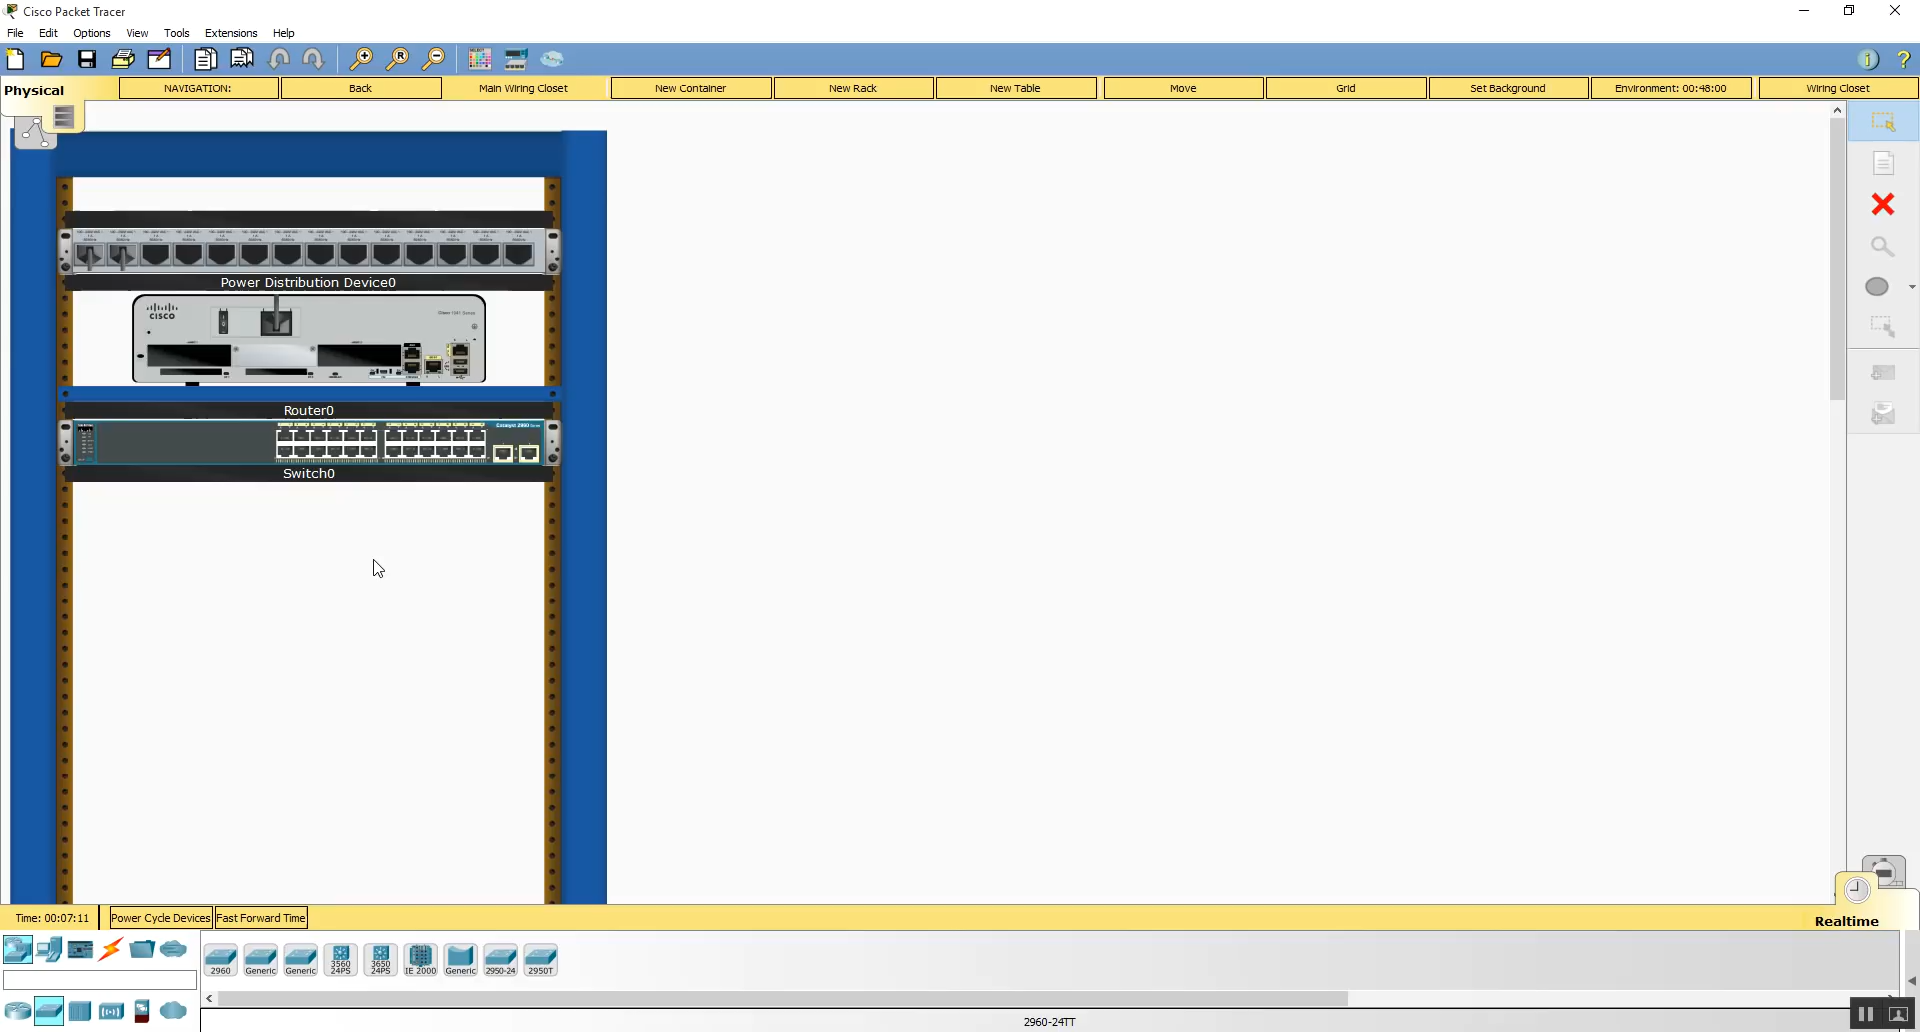 Cisco Packet Tracer
File Edit Options View Tools Extensions Help
Physical
NAVIGATION: Back Main Wiring Closet New Container New Rack New Table Move Grid Set Background Environment: 00:48:00 Wiring Closet
Power Distribution Device0
CISCO
Router0
Catalyst 2960 Series
Switch0
Time: 00:07:11 Power Cycle Devices Fast Forward Time
Realtime
2960 Generic Generic 3560 24PS 3650 24PS IE 2000 Generic 2950-24 2950T
2960-24TT